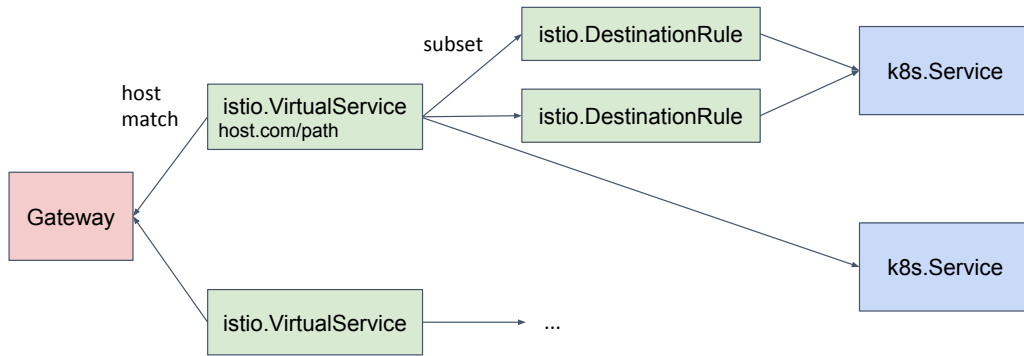 istio.DestinationRule
subset
k8s.Service
host
match
istio.VirtualService
host.com/path
istio.DestinationRule
Gateway
k8s.Service
istio.VirtualService
...